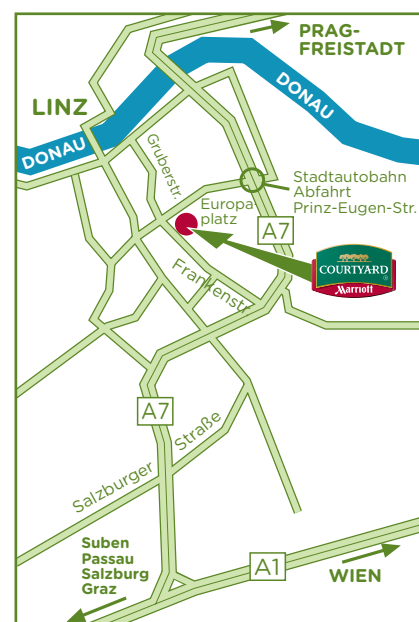 PRAG-
FREISTADT
LINZ
DONAU
DONAU
Gruberstr.
Stadtautobahn
Abfahrt
Prinz-Eugen-Str.
Europa
platz
A7
COURTYARD
®
Marriott
Frankenstr.
A7
Salzburger Straße
Suben
Passau
Salzburg
Graz
A1
WIEN